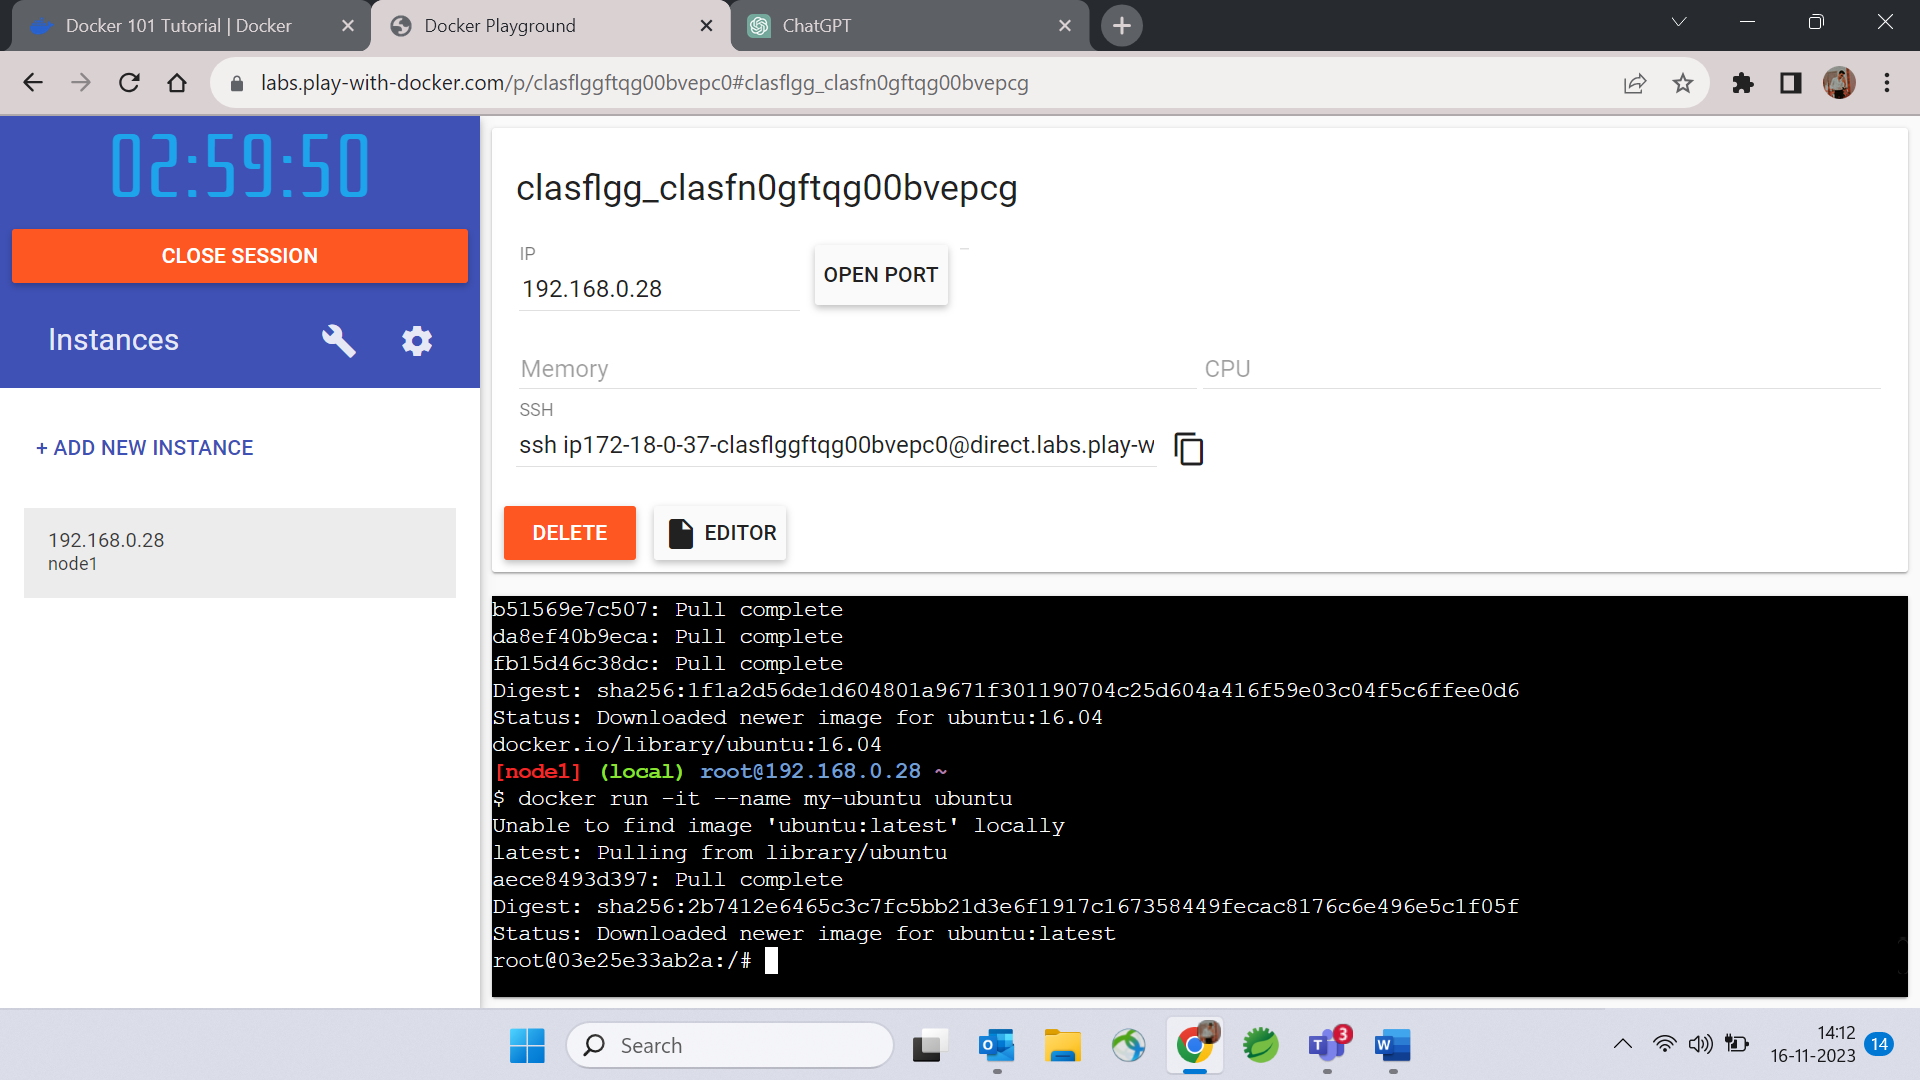 Docker 101 Tutorial | Docker
Docker Playground
ChatGPT
labs.play-with-docker.com/p/clasflggftqg00bvepc0#clasflgg_clasfn0gftqg00bvepcg
02:59:50
CLOSE SESSION
Instances
+ ADD NEW INSTANCE
192.168.0.28
node1
clasflgg_clasfn0gftqg00bvepcg
IP
192.168.0.28
OPEN PORT
Memory
CPU
SSH
ssh ip172-18-0-37-clasflggftqg00bvepc0@direct.labs.play-w
DELETE
EDITOR
b51569e7c507: Pull complete
da8ef40b9eca: Pull complete
fb15d46c38dc: Pull complete
Digest: sha256:1f1a2d56de1d604801a9671f301190704c25d604a416f59e03c04f5c6ffee0d6
Status: Downloaded newer image for ubuntu:16.04
docker.io/library/ubuntu:16.04
[node1] (local) root@192.168.0.28 ~
$ docker run -it --name my-ubuntu ubuntu
Unable to find image 'ubuntu:latest' locally
latest: Pulling from library/ubuntu
aece8493d397: Pull complete
Digest: sha256:2b7412e6465c3c7fc5bb21d3e6f1917c167358449fecac8176c6e496e5c1f05f
Status: Downloaded newer image for ubuntu:latest
root@03e25e33ab2a:/#
Search
3
14:12
16-11-2023
14